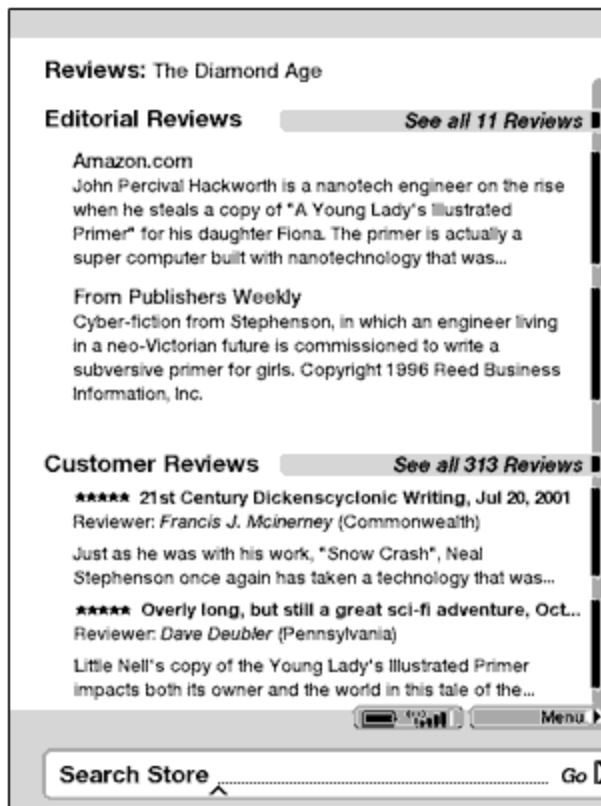 Reviews: The Diamond Age
Editorial Reviews
See all 11 Reviews
Amazon.com
John Percival Hackworth is a nanotech engineer on the rise
when he steals a copy of "A Young Lady's Illustrated
Primer" for his daughter Fiona. The primer is actually a
super computer built with nanotechnology that was...
From Publishers Weekly
Cyber-fiction from Stephenson, in which an engineer living
in a neo-Victorian future is commissioned to write a
subversive primer for girls. Copyright 1996 Reed Business
Information, Inc.
Customer Reviews
See all 313 Reviews
★★★★★ 21st Century Dickenscyclonic Writing, Jul 20, 2001
Reviewer: Francis J. Mcinerney (Commonwealth)
Just as he was with his work, "Snow Crash", Neal
Stephenson once again has taken a technology that was...
★★★★★ Overly long, but still a great sci-fi adventure, Oct...
Reviewer: Dave Deubler (Pennsylvania)
Little Nell's copy of the Young Lady's Illustrated Primer
impacts both its owner and the world in this tale of the...
Menu
Search Store
Go